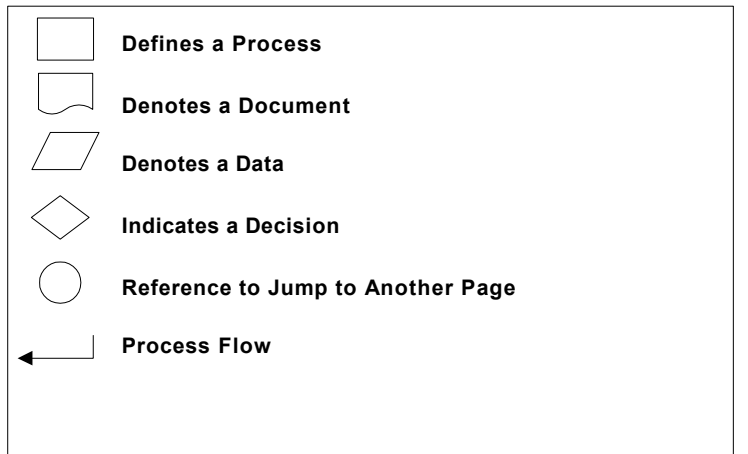 Defines a Process
Denotes a Document
Denotes a Data
Indicates a Decision
Reference to Jump to Another Page
Process Flow